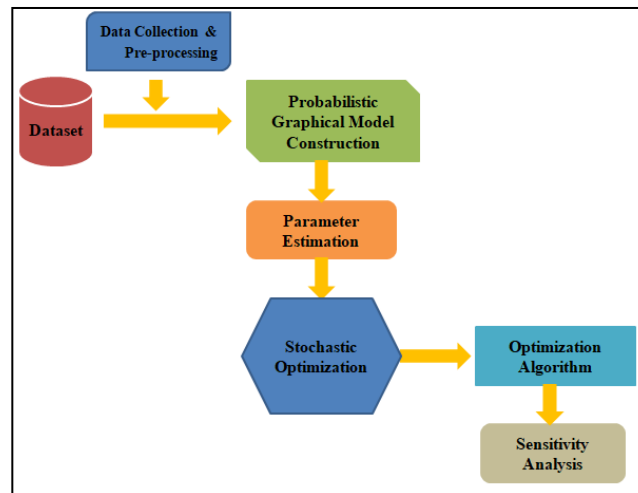 Data Collection &
Pre-processing
Dataset
Probabilistic
Graphical Model
Construction
Parameter
Estimation
Stochastic
Optimization
Optimization
Algorithm
Sensitivity
Analysis